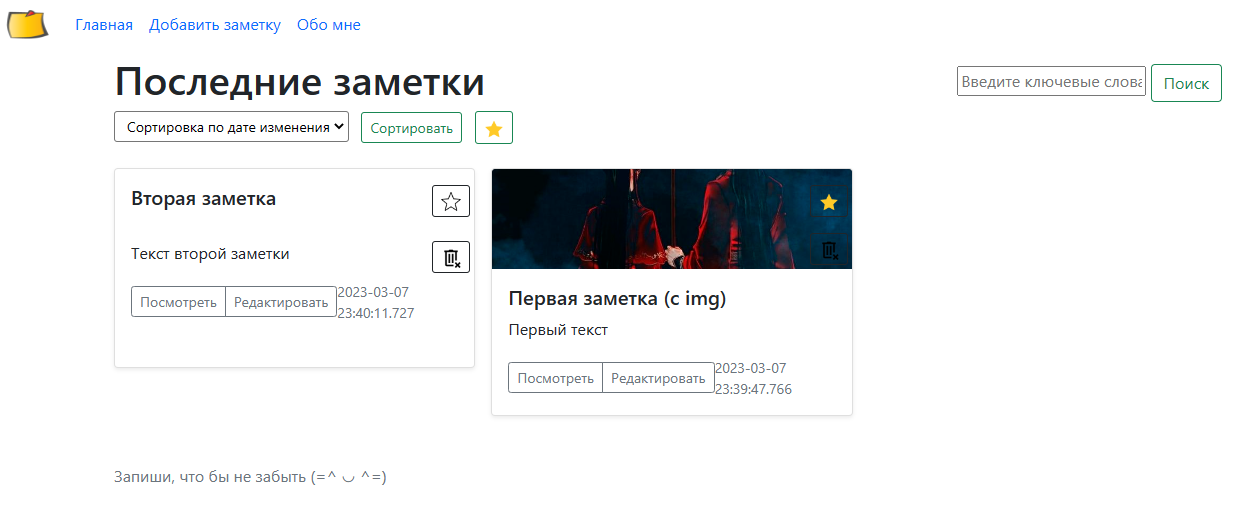 Главная Добавить заметку Обо мне
Последние заметки
Введите ключевые слова Поиск
Сортировка по дате изменения Сортировать
Вторая заметка
Текст второй заметки
Посмотреть Редактировать 2023-03-07
23:40:11.727
Первая заметка (с img)
Первый текст
Посмотреть Редактировать 2023-03-07
23:39:47.766
Запиши, что бы не забыть (=^ ◡ ^=)